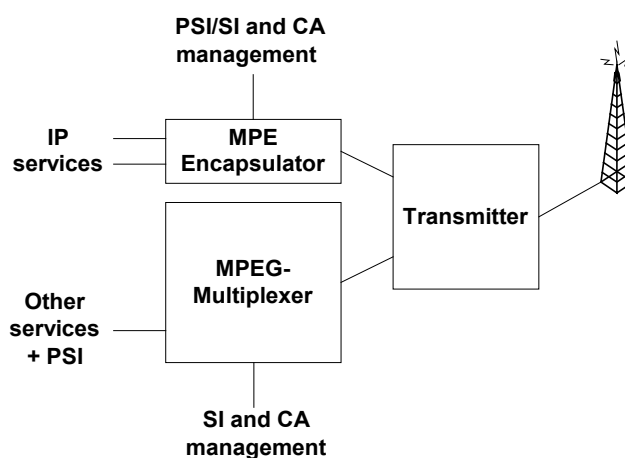 PSI/SI and CA
management
IP
services
MPE
Encapsulator
Transmitter
MPEG-
Multiplexer
Other
services
+ PSI
SI and CA
management